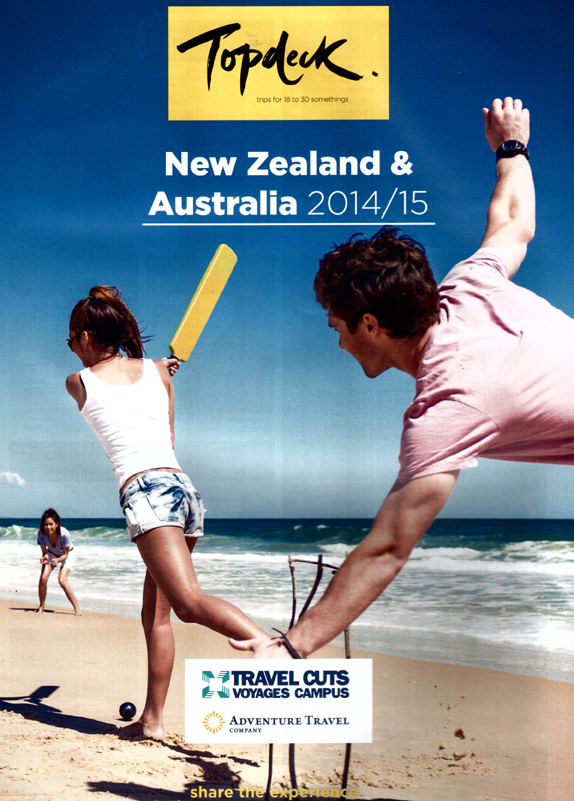 Topdeck.
trips for 18 to 30 somethings
New Zealand &
Australia 2014/15
TRAVEL CUTS
VOYAGES CAMPUS
ADVENTURE TRAVEL
COMPANY
share the experience